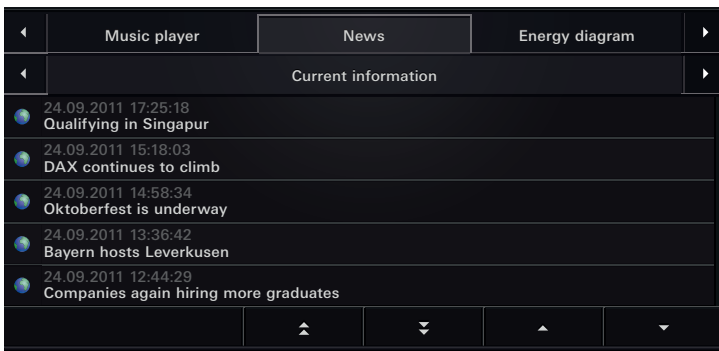 Music player
News
Energy diagram
Current information
24.09.2011 17:25:18
Qualifying in Singapur
24.09.2011 15:18:03
DAX continues to climb
24.09.2011 14:58:34
Oktoberfest is underway
24.09.2011 13:36:42
Bayern hosts Leverkusen
24.09.2011 12:44:29
Companies again hiring more graduates